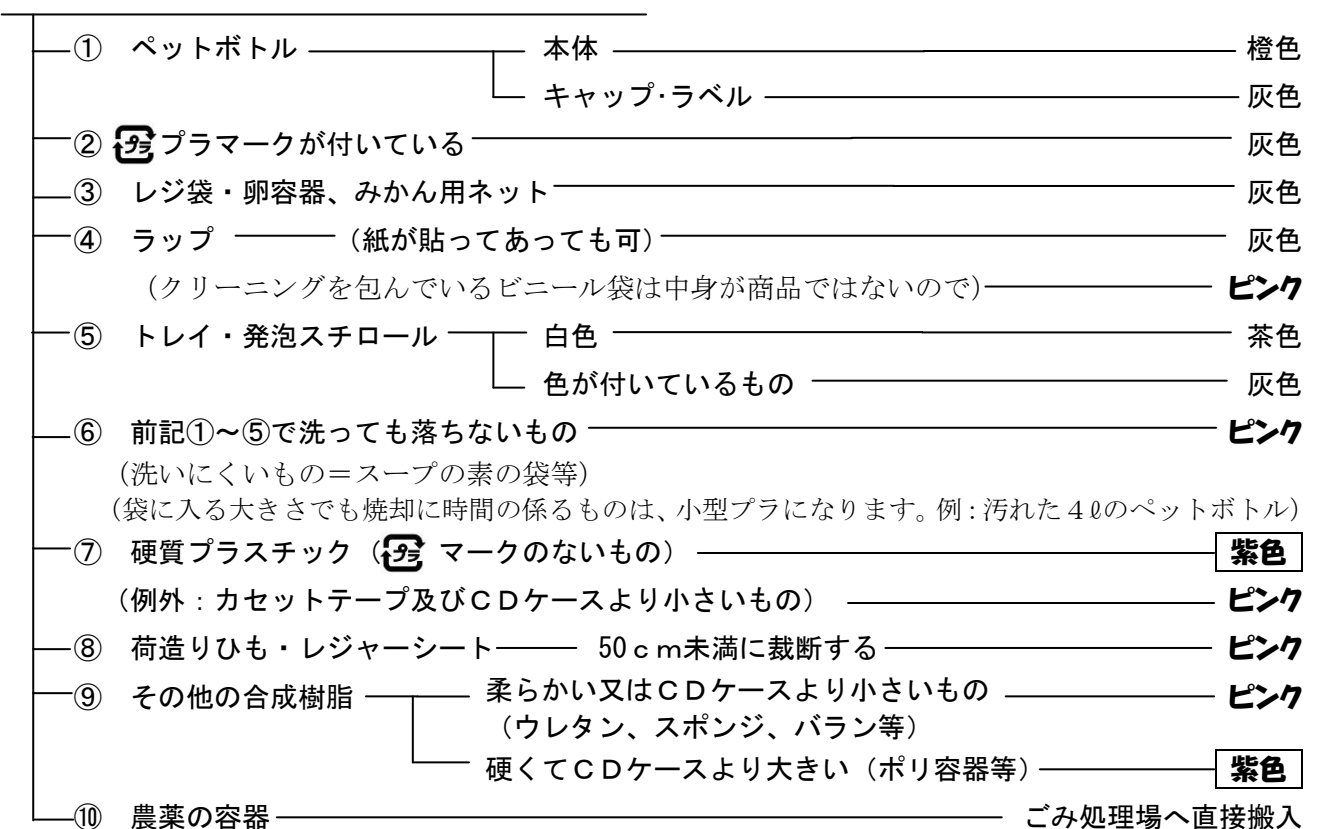 ① ペットボトル 本体 橙色
キャップ・ラベル 灰色
② プラ プラマークが付いている 灰色
③ レジ袋・卵容器、みかん用ネット 灰色
④ ラップ (紙が貼ってあっても可) 灰色
(クリーニングを包んでいるビニール袋は中身が商品ではないので) ピンク
⑤ トレイ・発泡スチロール 白色 茶色
色が付いているもの 灰色
⑥ 前記①～⑤で洗っても落ちないもの ピンク
(洗いにくいもの＝スープの素の袋等)
(袋に入る大きさでも焼却に時間の係るものは、小型プラになります。例：汚れた４ℓのペットボトル)
⑦ 硬質プラスチック (プラ マークのないもの) 紫色
(例外：カセットテープ及びＣＤケースより小さいもの) ピンク
⑧ 荷造りひも・レジャーシート 50ｃｍ未満に裁断する ピンク
⑨ その他の合成樹脂 柔らかい又はＣＤケースより小さいもの ピンク
(ウレタン、スポンジ、バラン等)
硬くてＣＤケースより大きい (ポリ容器等) 紫色
⑩ 農薬の容器 ごみ処理場へ直接搬入